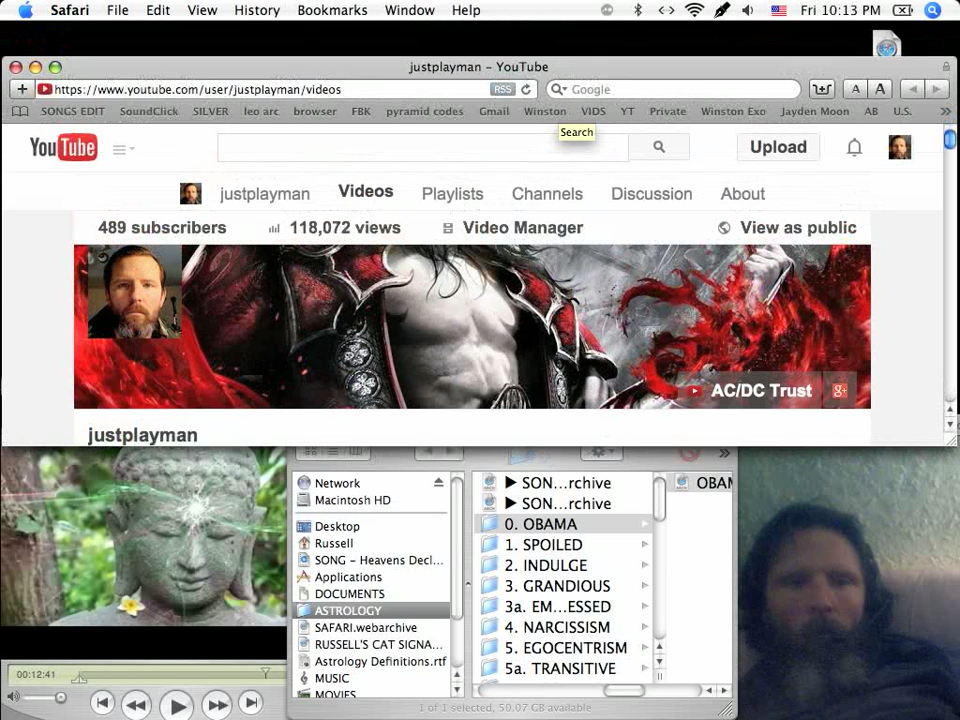 Safari File Edit View History Bookmarks Window Help Fri 10:13 PM
justplayman – YouTube
https://www.youtube.com/user/justplayman/videos RSS Google
SONGS EDIT SoundClick SILVER leo arc browser FBK pyramid codes Gmail Winston VIDS YT Private Winston Exo Jayden Moon AB U.S.
Search
YouTube Upload
justplayman Videos Playlists Channels Discussion About
489 subscribers 118,072 views Video Manager View as public
AC/DC Trust
justplayman
Network
Macintosh HD
Desktop
Russell
SONG – Heavens Decl...
Applications
DOCUMENTS
ASTROLOGY
SAFARI.webarchive
RUSSELL'S CAT SIGNA...
Astrology Definitions.rtf
MUSIC
MOVIES
▶ SON...rchive
▶ SON...rchive
0. OBAMA
1. SPOILED
2. INDULGE
3. GRANDIOUS
3a. EM...ESSED
4. NARCISSISM
5. EGOCENTRISM
5a. TRANSITIVE
OBAM
00:12:41
1 of 1 selected, 50.07 GB available